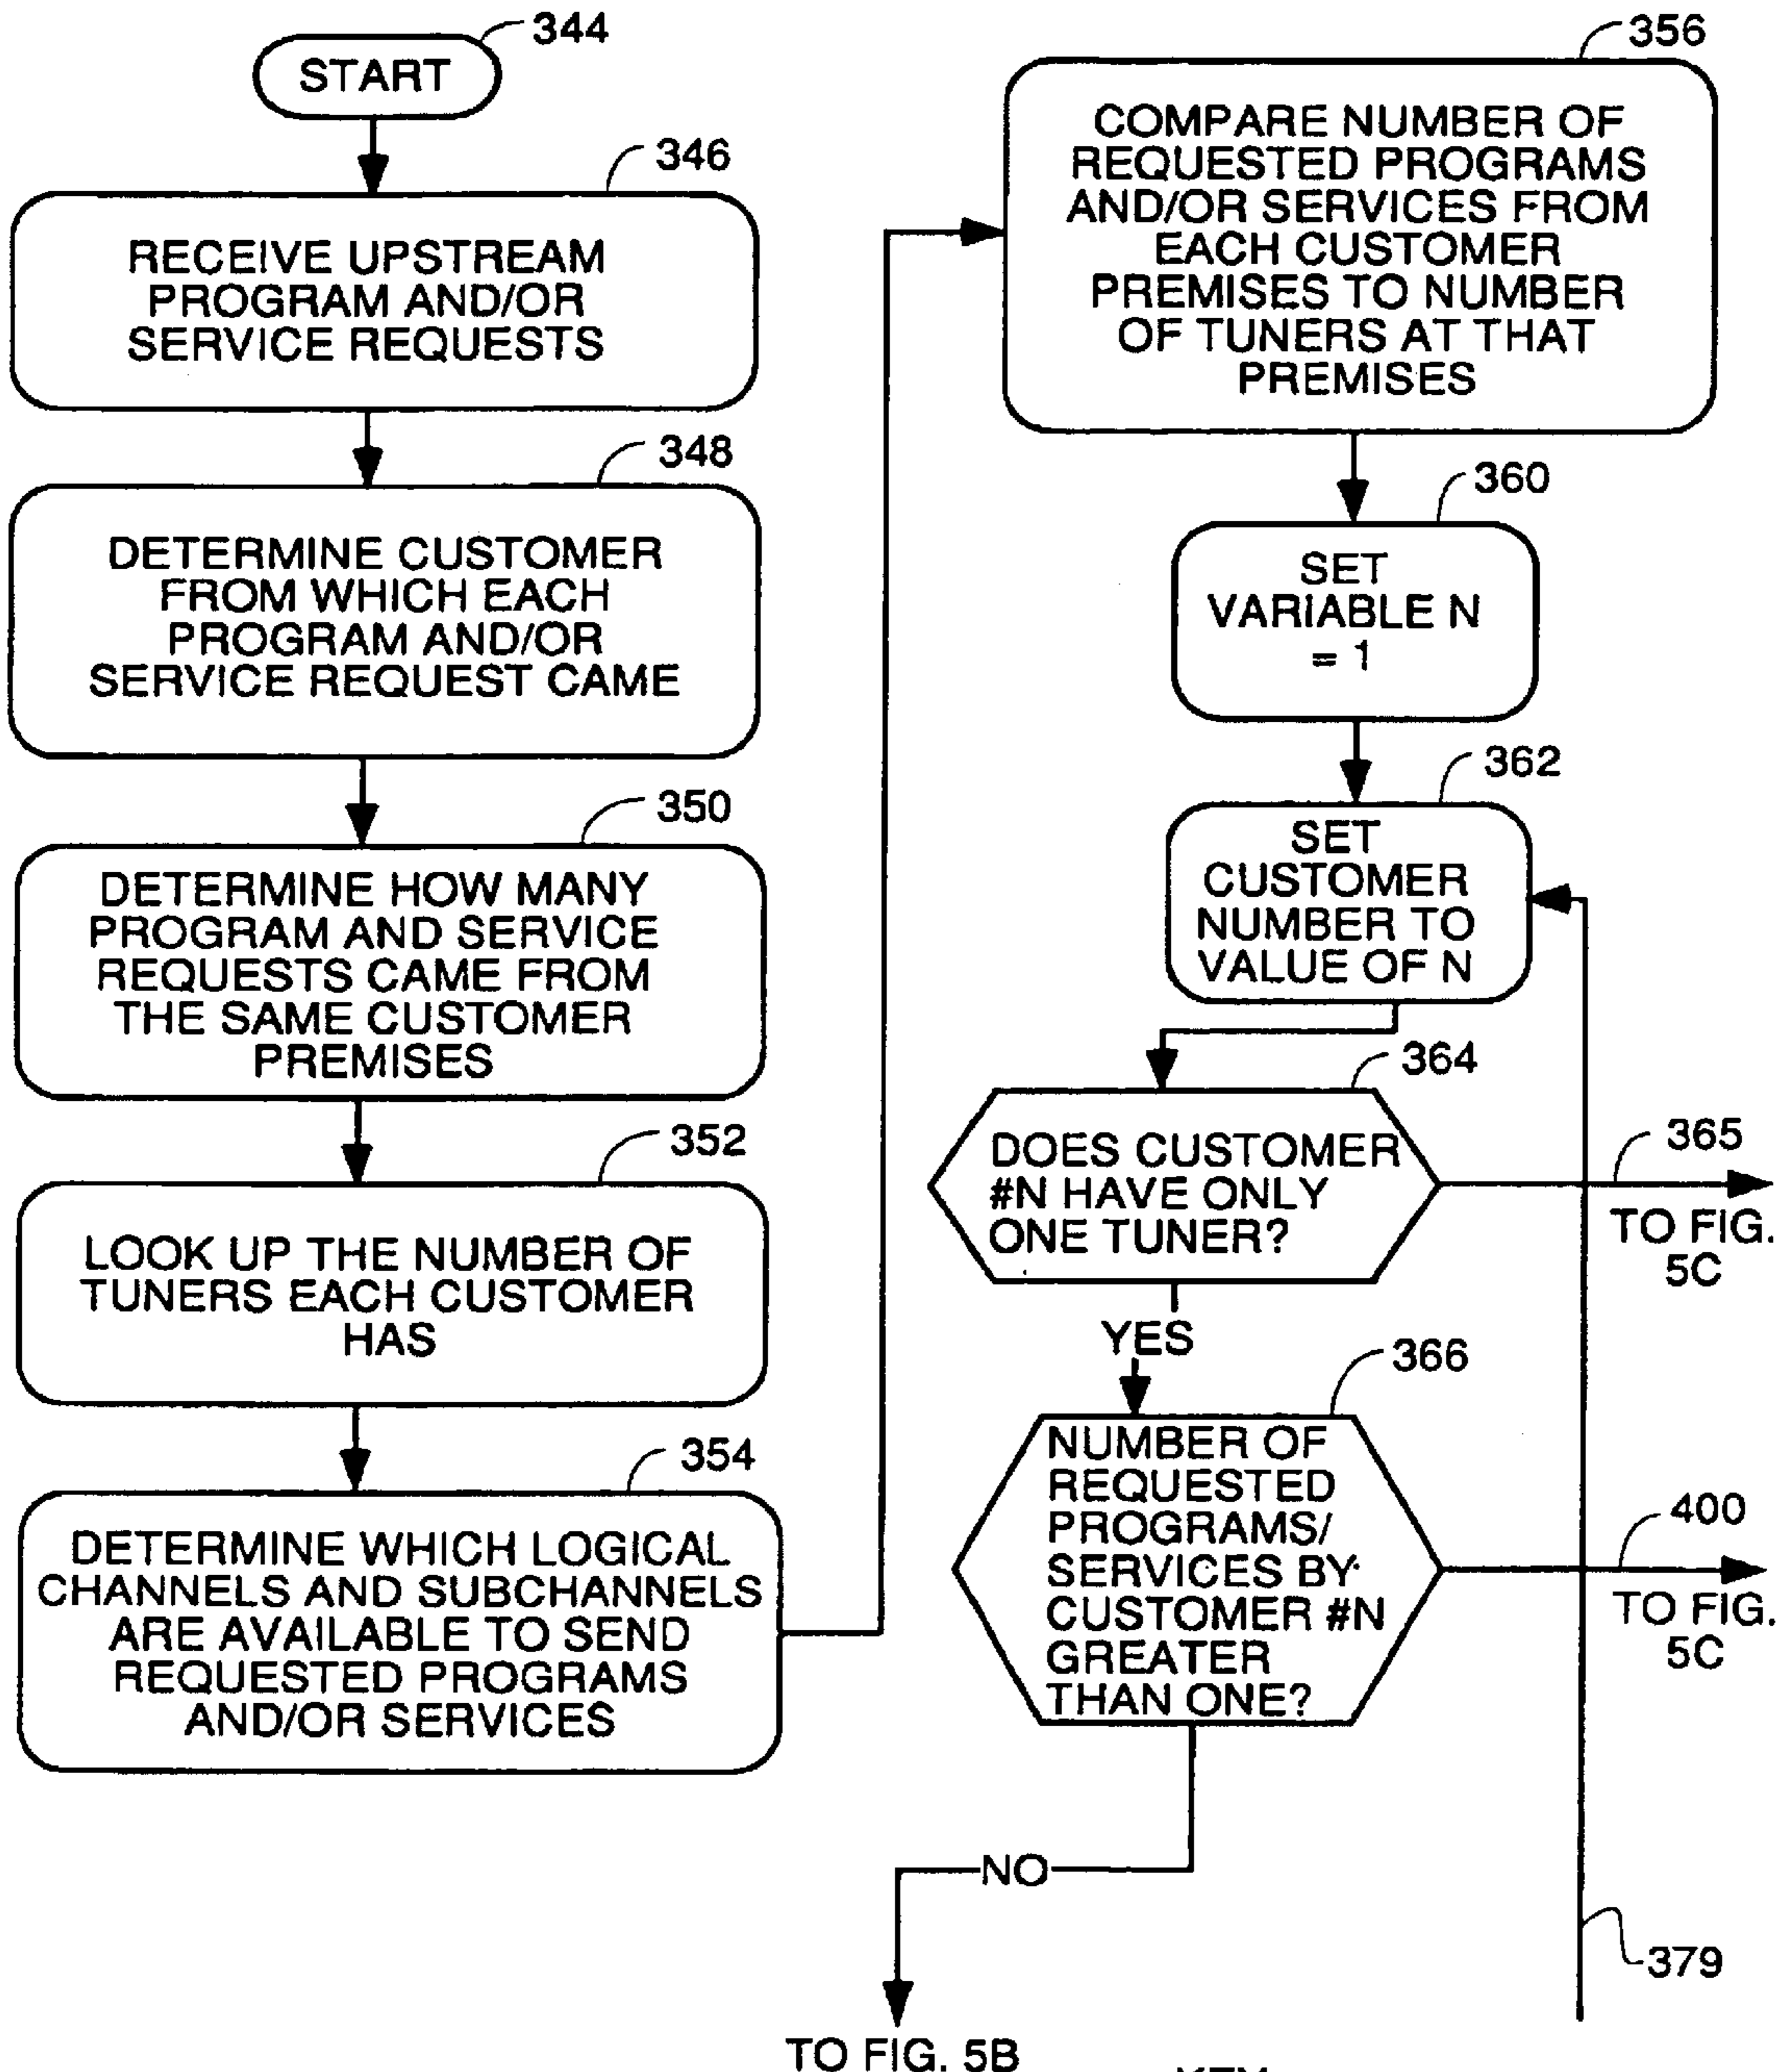 344
START
346
RECEIVE UPSTREAM
PROGRAM AND/OR
SERVICE REQUESTS
348
DETERMINE CUSTOMER
FROM WHICH EACH
PROGRAM AND/OR
SERVICE REQUEST CAME
350
DETERMINE HOW MANY
PROGRAM AND SERVICE
REQUESTS CAME FROM
THE SAME CUSTOMER
PREMISES
352
LOOK UP THE NUMBER OF
TUNERS EACH CUSTOMER
HAS
354
DETERMINE WHICH LOGICAL
CHANNELS AND SUBCHANNELS
ARE AVAILABLE TO SEND
REQUESTED PROGRAMS
AND/OR SERVICES
356
COMPARE NUMBER OF
REQUESTED PROGRAMS
AND/OR SERVICES FROM
EACH CUSTOMER
PREMISES TO NUMBER
OF TUNERS AT THAT
PREMISES
360
SET
VARIABLE N
= 1
362
SET
CUSTOMER
NUMBER TO
VALUE OF N
364
DOES CUSTOMER
#N HAVE ONLY
ONE TUNER?
365
TO FIG.
5C
YES
366
NUMBER OF
REQUESTED
PROGRAMS/
SERVICES BY
CUSTOMER #N
GREATER
THAN ONE?
400
TO FIG.
5C
NO
379
TO FIG. 5B